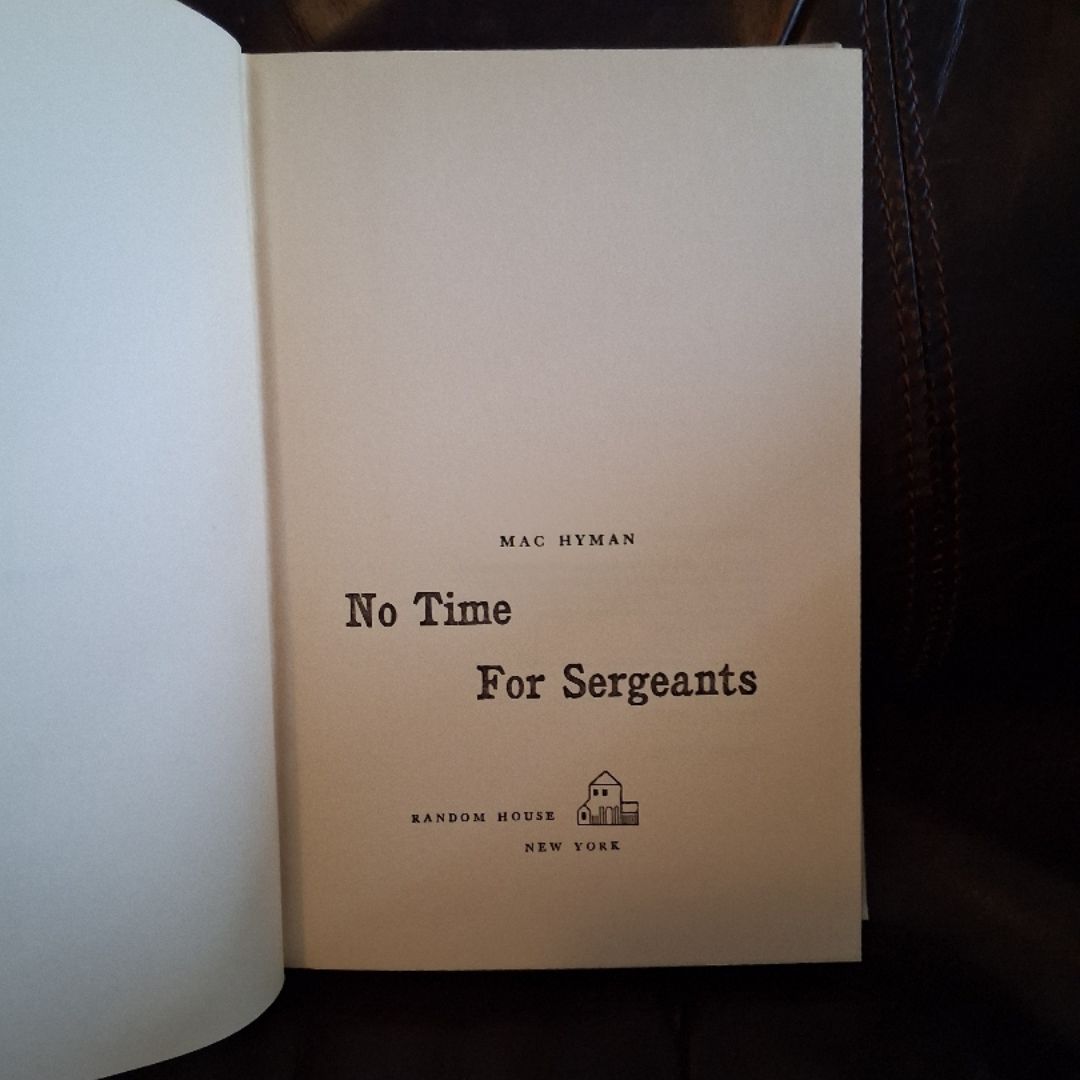 MAC HYMAN
No Time
For Sergeants
RANDOM HOUSE
NEW YORK